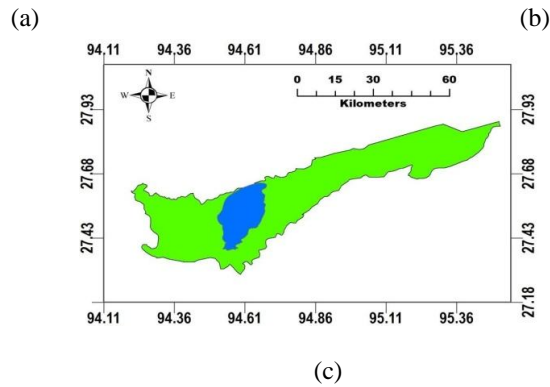 (a) (b)
94.11 94.36 94.61 94.86 95.11 95.36
N
W E
S
0 15 30 60
Kilometers
27.93 27.93
27.68 27.68
27.43 27.43
27.18
94.11 94.36 94.61 94.86 95.11 95.36
(c)